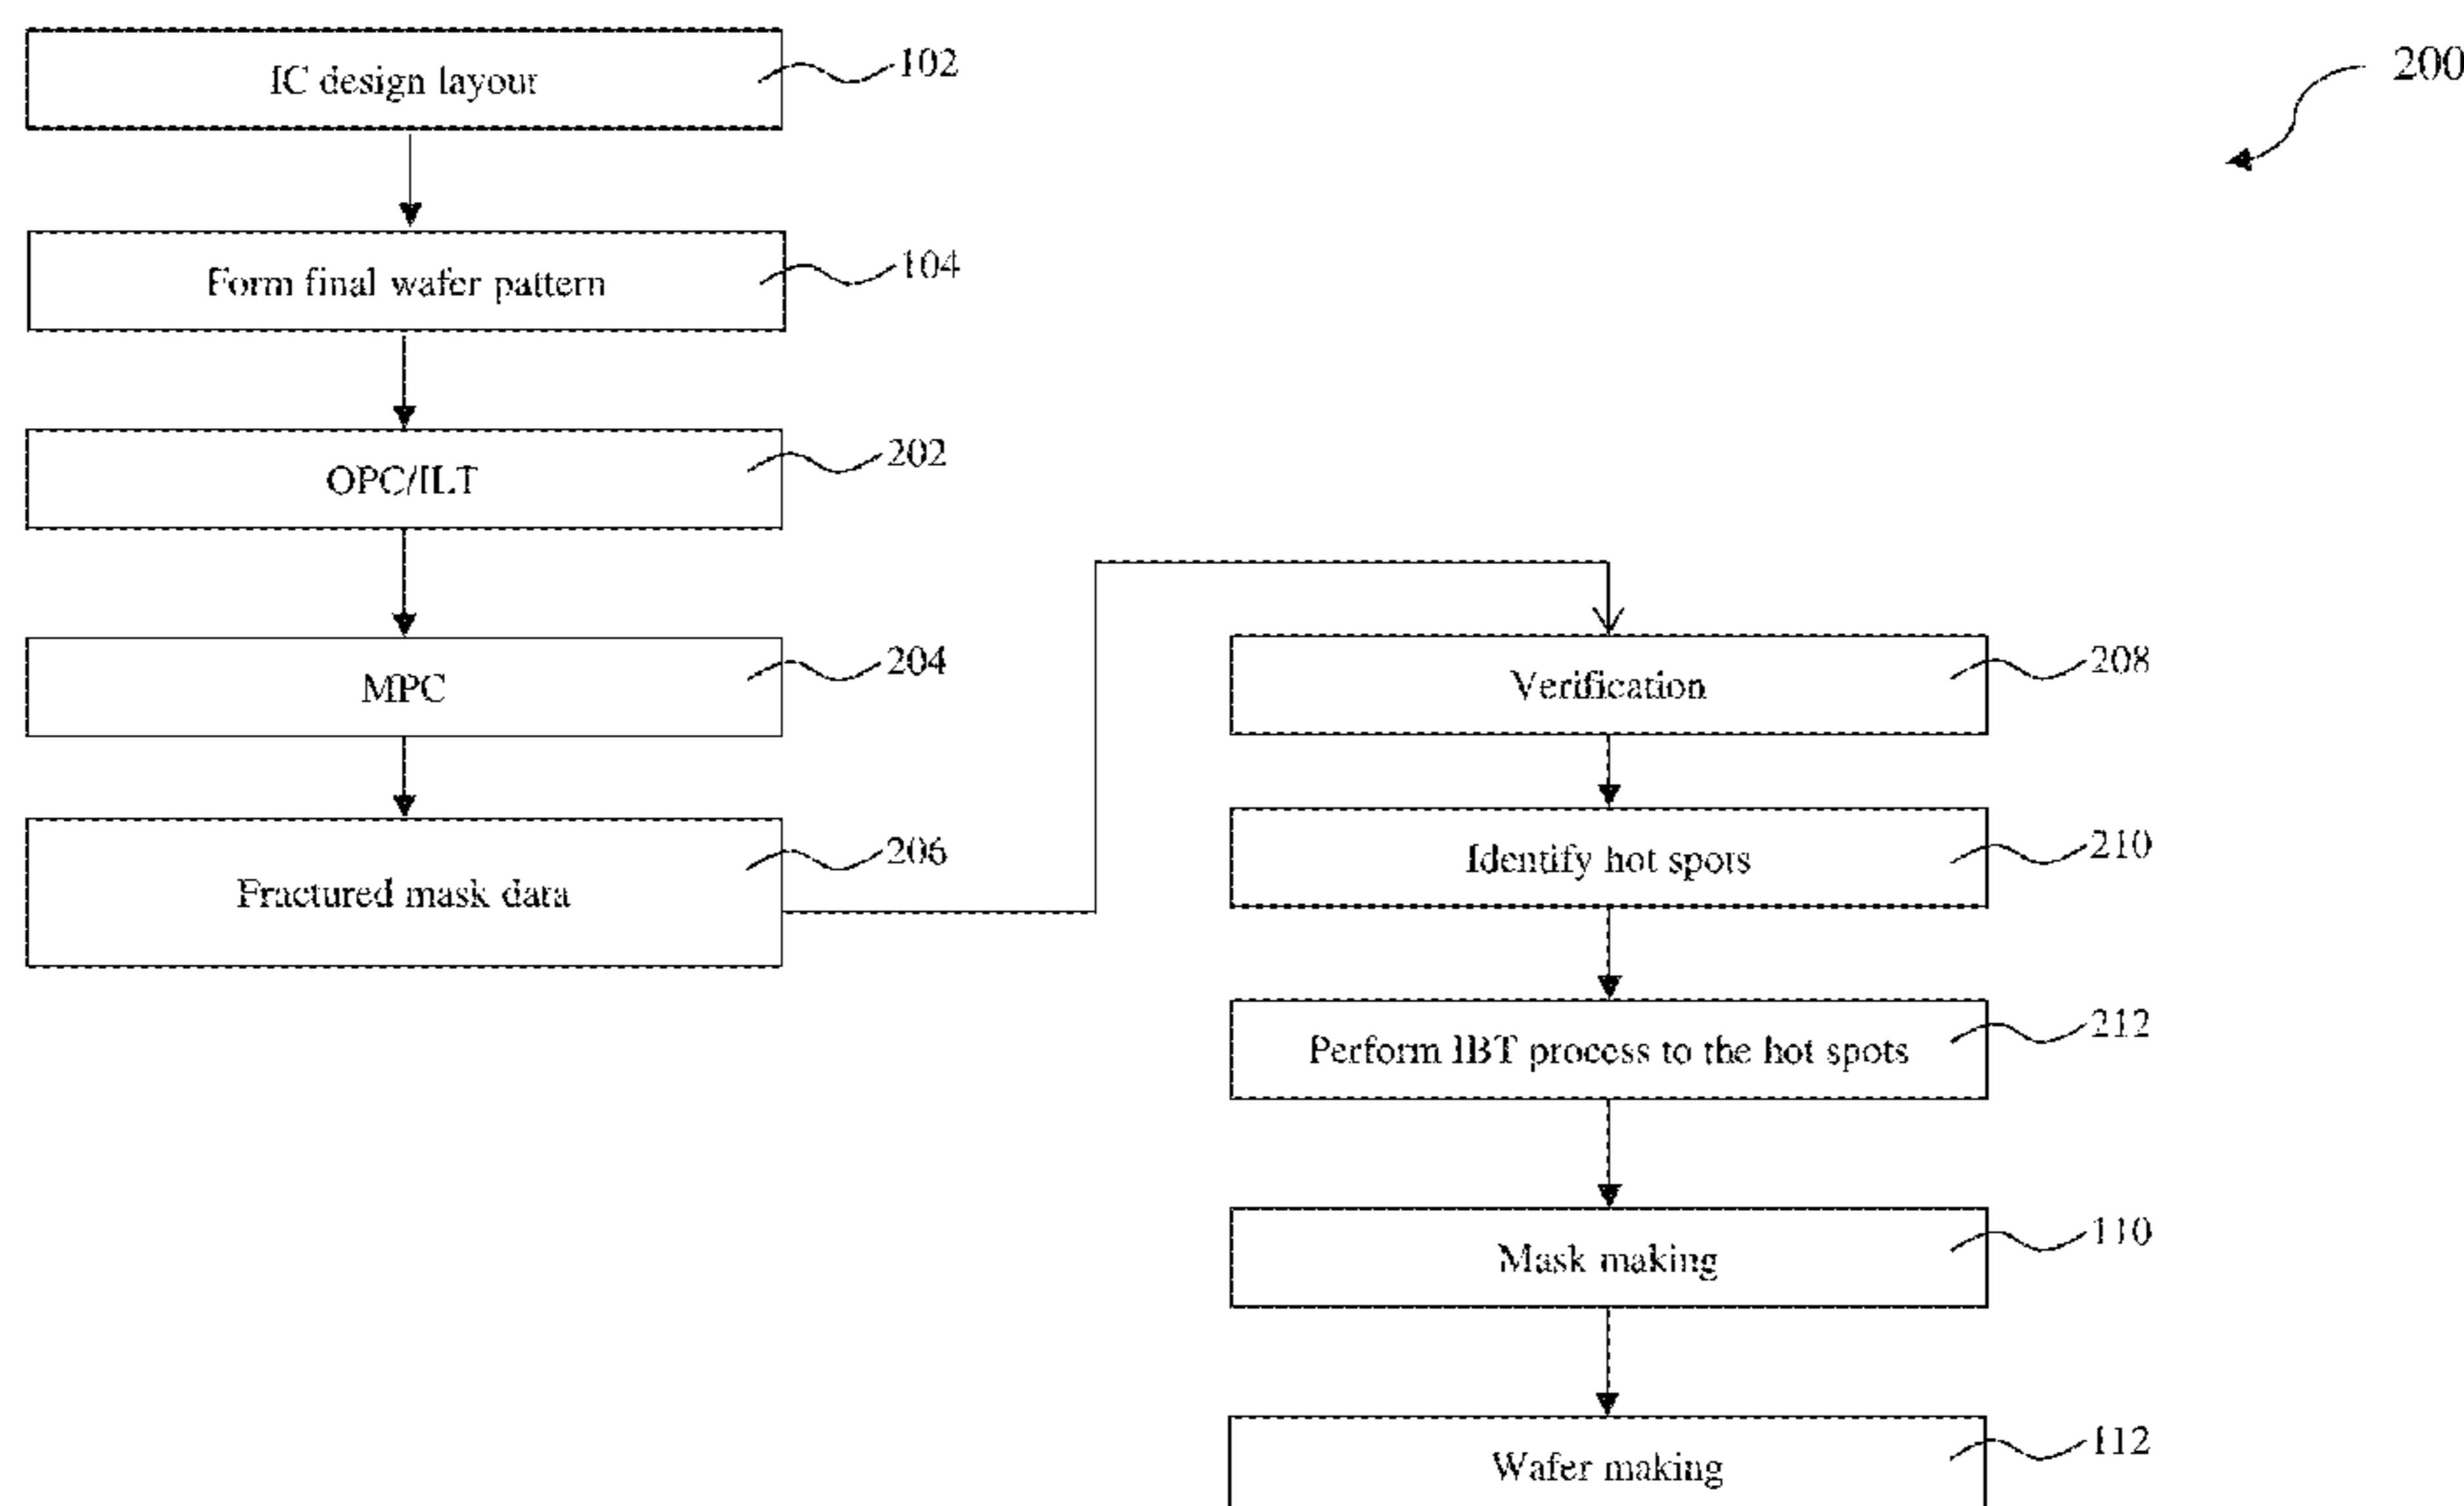 200
IC design layour
102
Form final wafer pattern
104
OPC/ILT
202
MPC
204
Fractured mask data
206
Verification
208
Identify hot spots
210
Perform IBT process to the hot spots
212
Mask making
110
Wafer making
112